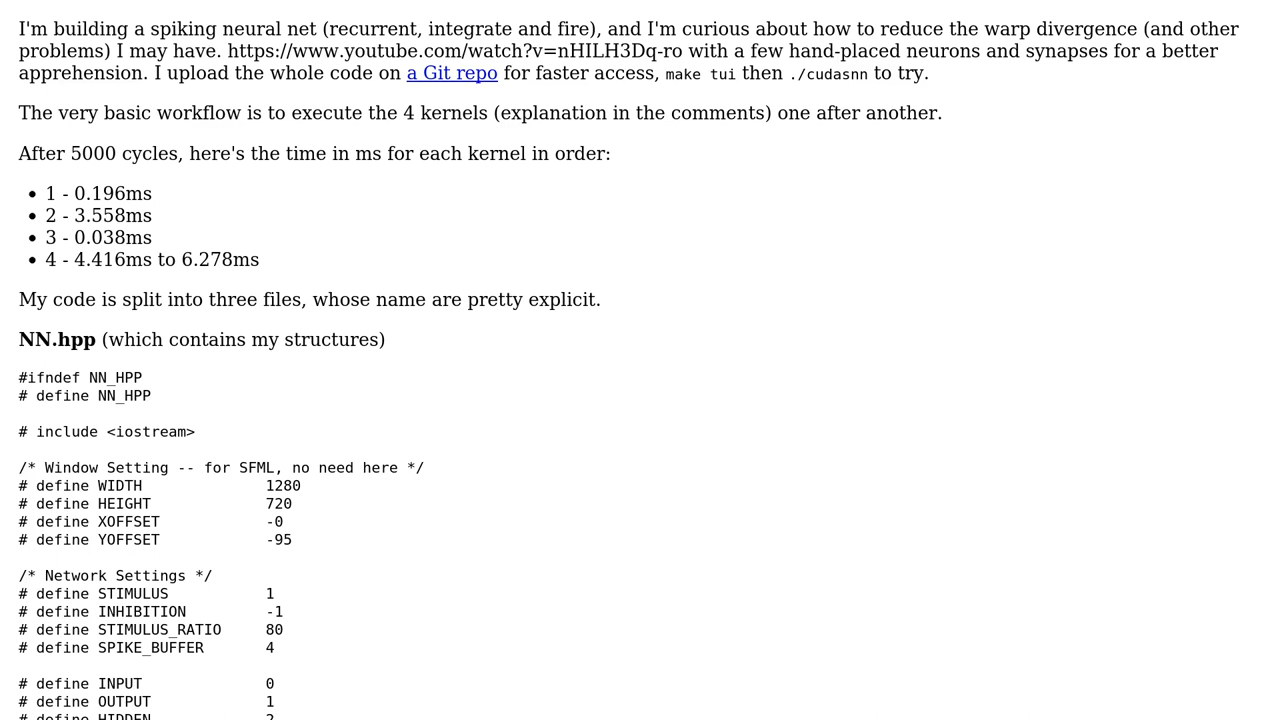 I'm building a spiking neural net (recurrent, integrate and fire), and I'm curious about how to reduce the warp divergence (and other
problems) I may have. https://www.youtube.com/watch?v=nHILH3Dq-ro with a few hand-placed neurons and synapses for a better
apprehension. I upload the whole code on a Git repo for faster access, make tui then ./cudasnn to try.
The very basic workflow is to execute the 4 kernels (explanation in the comments) one after another.
After 5000 cycles, here's the time in ms for each kernel in order:
• 1 - 0.196ms
• 2 - 3.558ms
• 3 - 0.038ms
• 4 - 4.416ms to 6.278ms
My code is split into three files, whose name are pretty explicit.
NN.hpp (which contains my structures)
#ifndef NN_HPP
# define NN_HPP
# include <iostream>
/* Window Setting -- for SFML, no need here */
# define WIDTH 1280
# define HEIGHT 720
# define XOFFSET -0
# define YOFFSET -95
/* Network Settings */
# define STIMULUS 1
# define INHIBITION -1
# define STIMULUS_RATIO 80
# define SPIKE_BUFFER 4
# define INPUT 0
# define OUTPUT 1
# define HIDDEN 2